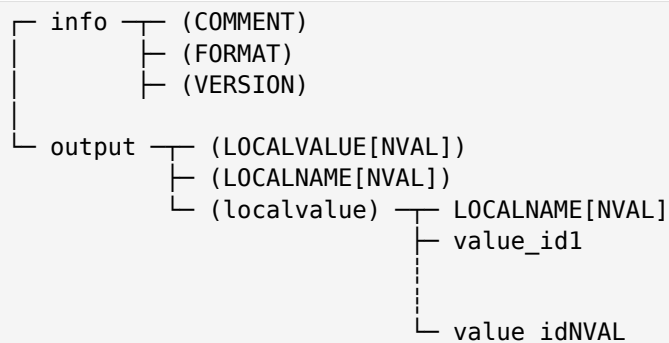 info (COMMENT)
(FORMAT)
(VERSION)
output (LOCALVALUE[NVAL])
(LOCALNAME[NVAL])
(localvalue) LOCALNAME[NVAL]
value_id1
value_idNVAL